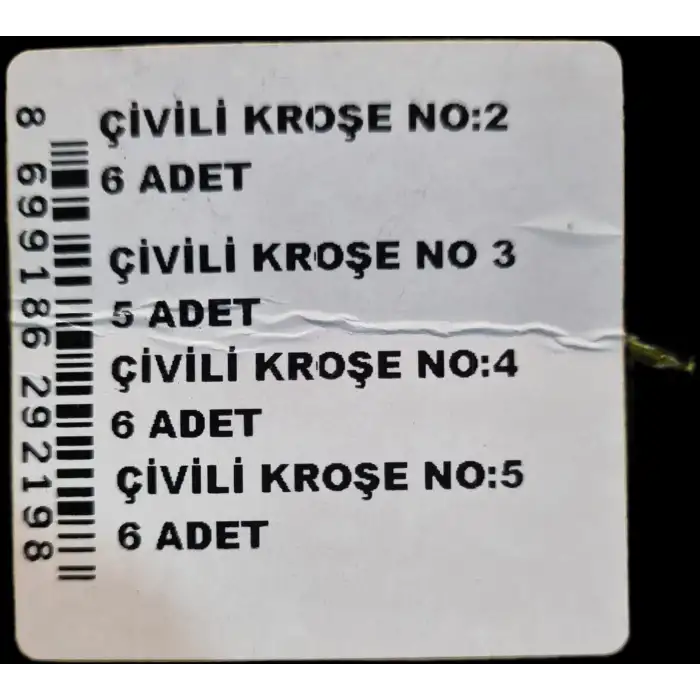 ÇİVİLİ KROŞE NO:2
6 ADET
ÇİVİLİ KROŞE NO 3
5 ADET
ÇİVİLİ KROŞE NO:4
6 ADET
ÇİVİLİ KROŞE NO:5
6 ADET
8 699186 292198